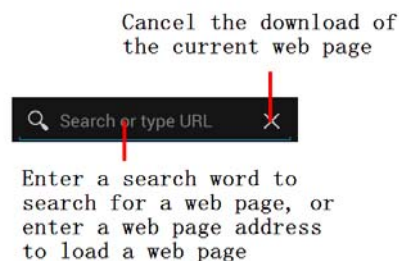 Cancel the download of
the current web page
Search or type URL
Enter a search word to
search for a web page, or
enter a web page address
to load a web page